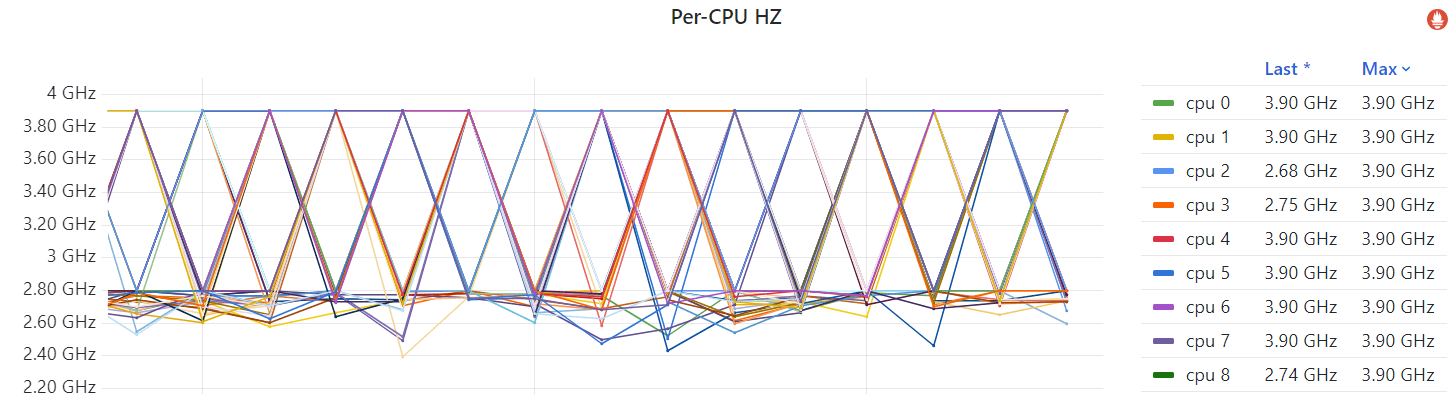 Per-CPU HZ
Last * Max
4 GHz
3.80 GHz
3.60 GHz
3.40 GHz
3.20 GHz
3 GHz
2.80 GHz
2.60 GHz
2.40 GHz
2.20 GHz
cpu 0 3.90 GHz 3.90 GHz
cpu 1 3.90 GHz 3.90 GHz
cpu 2 2.68 GHz 3.90 GHz
cpu 3 2.75 GHz 3.90 GHz
cpu 4 3.90 GHz 3.90 GHz
cpu 5 3.90 GHz 3.90 GHz
cpu 6 3.90 GHz 3.90 GHz
cpu 7 3.90 GHz 3.90 GHz
cpu 8 2.74 GHz 3.90 GHz